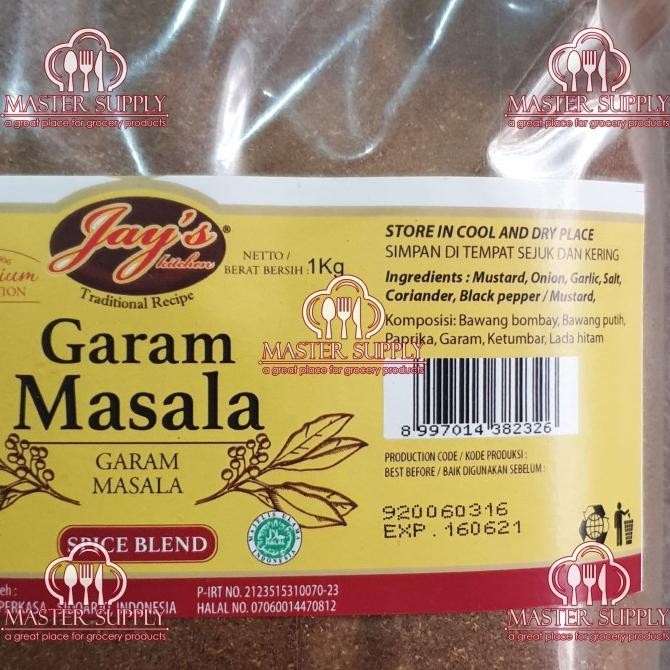 MASTER SUPPLY
a great place for grocery products
MASTER SUPPLY
a great place for grocery products
Jay's ®
kitchen
Traditional Recipe
NETTO /
BERAT BERSIH : 1Kg
Garam
Masala
GARAM
MASALA
SPICE BLEND
STORE IN COOL AND DRY PLACE
SIMPAN DI TEMPAT SEJUK DAN KERING
Ingredients : Mustard, Onion, Garlic, Salt,
Coriander, Black pepper / Mustard,
Komposisi: Bawang bombay, Bawang putih,
Paprika, Garam, Ketumbar, Lada hitam
MASTER SUPPLY
a great place for grocery products
8 997014 382326
PRODUCTION CODE / KODE PRODUKSI :
BEST BEFORE / BAIK DIGUNAKAN SEBELUM :
920060316
EXP. 160621
MAJELIS ULAMA
HALAL
INDONESIA
P-IRT NO. 2123515310070-23
HALAL NO. 07060014470812
INDONESIA
MASTER SUPPLY
a great place for grocery products
MASTER SUPPLY
a great place for grocery products